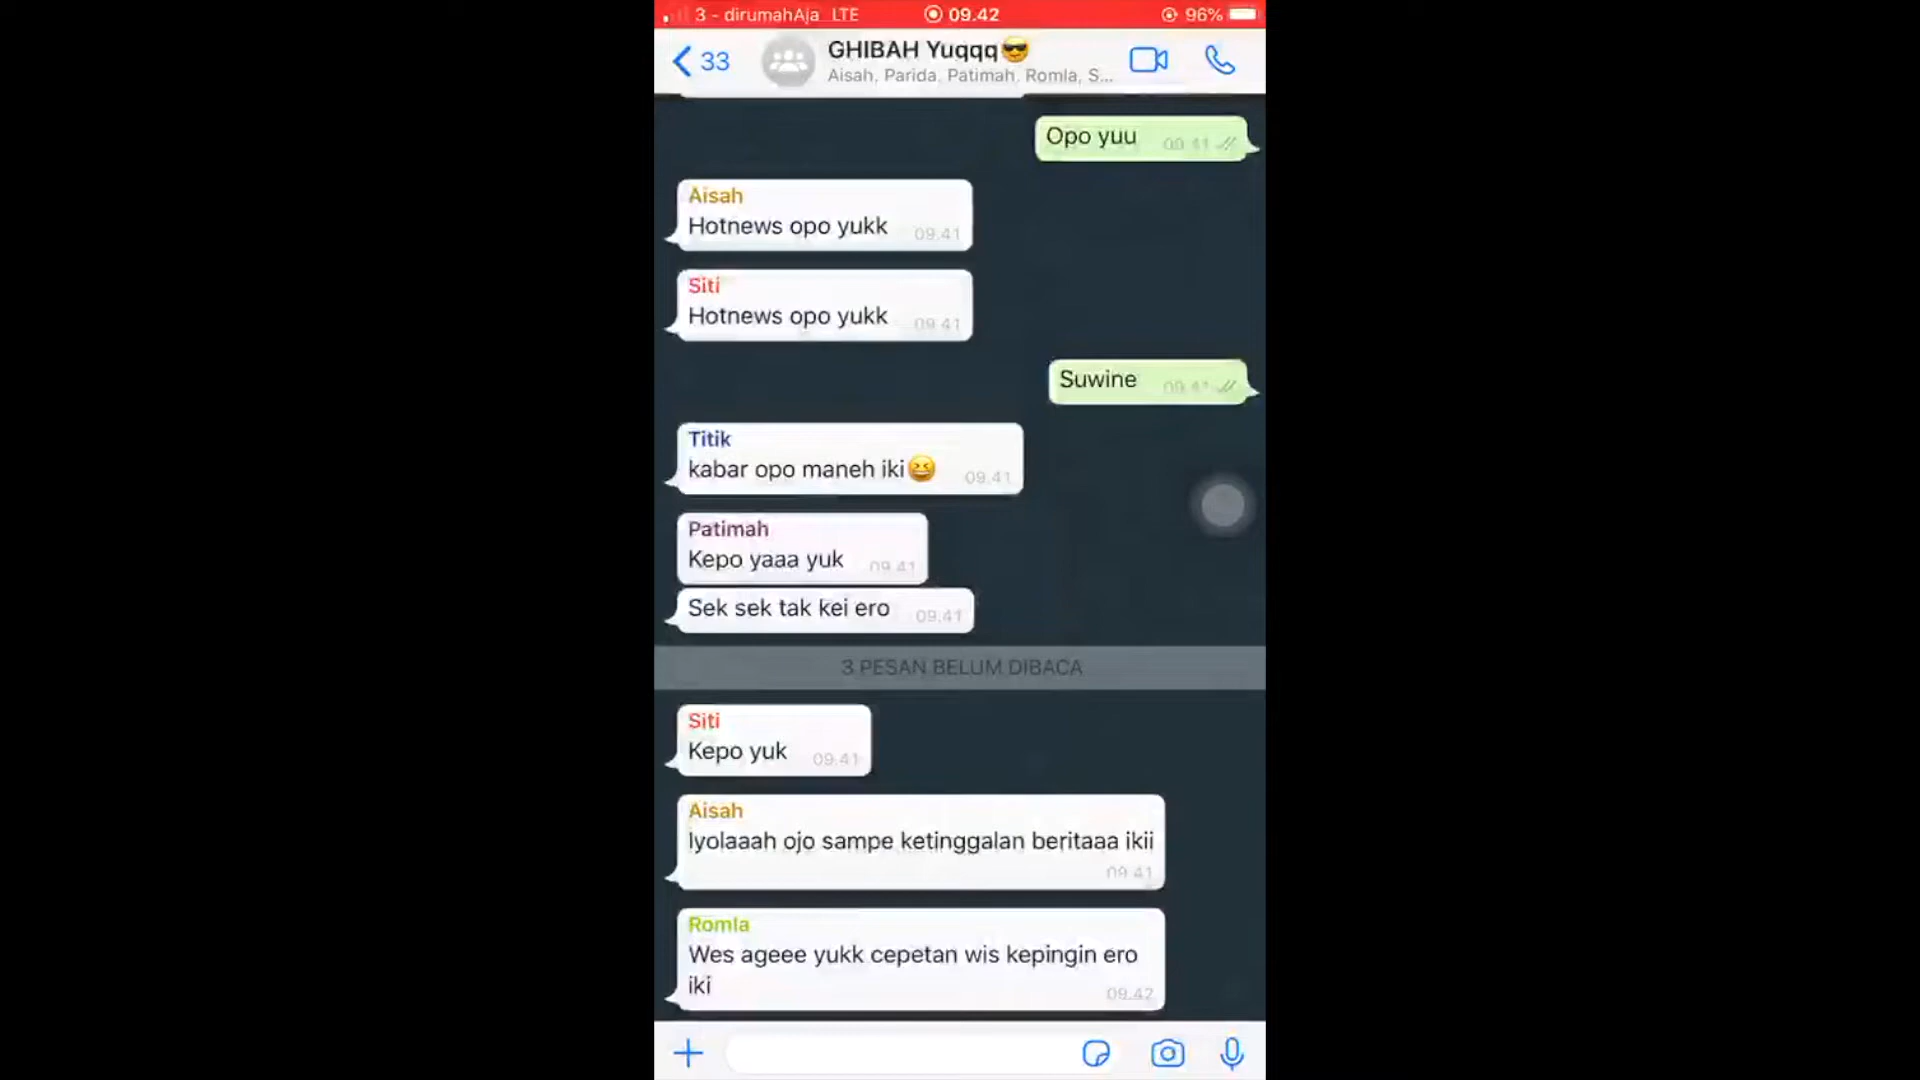 3 - dirumahAja LTE
09.42
96%
33
GHIBAH Yuqqq😎
Aisah, Parida, Patimah, Romla, S...
Opo yuu 09.41
Aisah
Hotnews opo yukk 09.41
Siti
Hotnews opo yukk 09.41
Suwine 09.41
Titik
kabar opo maneh iki😆 09.41
Patimah
Kepo yaaa yuk 09.41
Sek sek tak kei ero 09.41
3 PESAN BELUM DIBACA
Siti
Kepo yuk 09.41
Aisah
Iyolaaah ojo sampe ketinggalan beritaaa ikii
09.41
Romla
Wes ageee yukk cepetan wis kepingin ero
iki 09.42